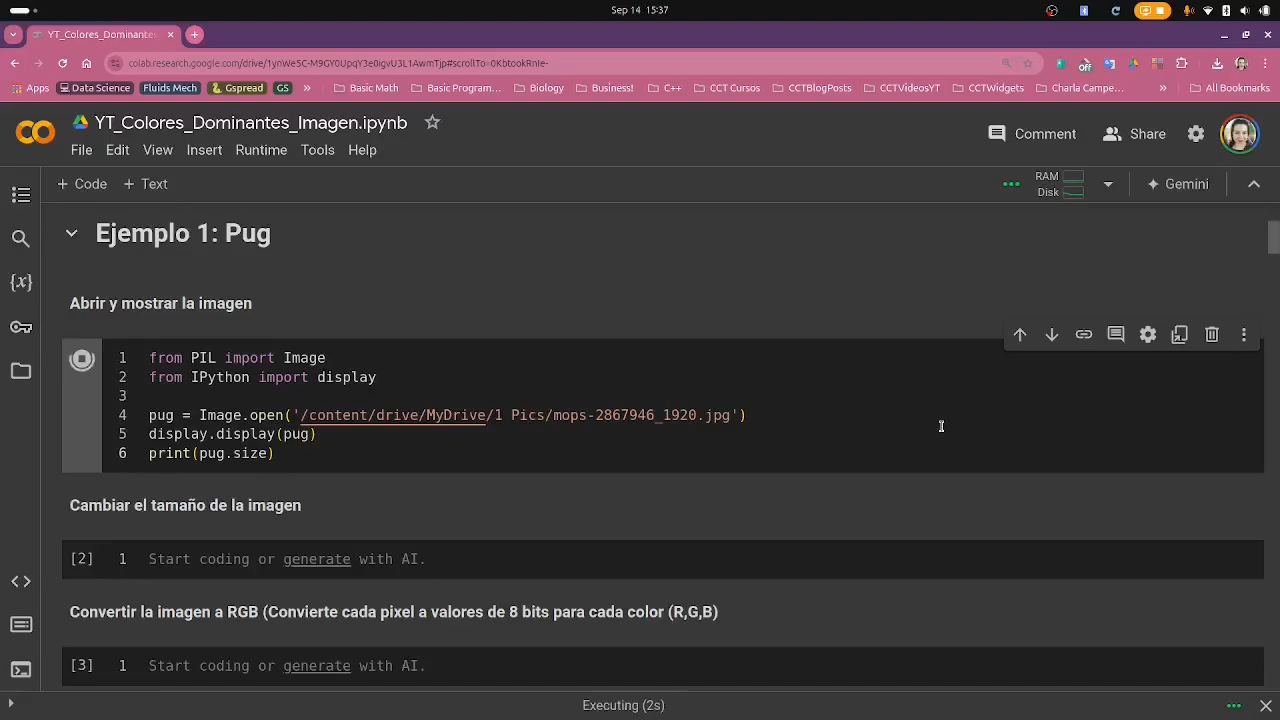 Sep 14 15:37
YT_Colores_Dominantes
colab.research.google.com/drive/1ynWe5C-M9GY0UpqY3e0igvU3L1AwmTjp#scrollTo=0KbtookRnIe-
Apps Data Science Fluids Mech Gspread GS » Basic Math Basic Program… Biology Business! C++ CCT Cursos CCTBlogPosts CCTVideosYT CCTWidgets Charla Campe… » All Bookmarks
YT_Colores_Dominantes_Imagen.ipynb
Comment Share
File Edit View Insert Runtime Tools Help
+ Code + Text
RAM
Disk
Gemini
Ejemplo 1: Pug
Abrir y mostrar la imagen
1 from PIL import Image
2 from IPython import display
3
4 pug = Image.open('/content/drive/MyDrive/1 Pics/mops-2867946_1920.jpg')
5 display.display(pug)
6 print(pug.size)
Cambiar el tamaño de la imagen
[2] 1 Start coding or generate with AI.
Convertir la imagen a RGB (Convierte cada pixel a valores de 8 bits para cada color (R,G,B)
[3] 1 Start coding or generate with AI.
Executing (2s)